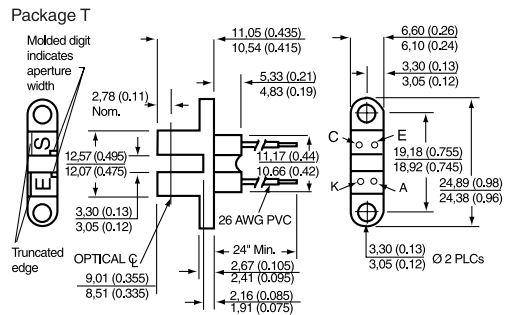 Package T
Molded digit
indicates
aperture
width
11,05 (0.435)
10,54 (0.415)
6,60 (0.26)
6,10 (0.24)
3,30 (0.13)
3,05 (0.12)
2,78 (0.11)
Nom.
5,33 (0.21)
4,83 (0.19)
S
E
C
E
K
A
12,57 (0.495)
12,07 (0.475)
11,17 (0.44)
10,66 (0.42)
19,18 (0.755)
18,92 (0.745)
24,89 (0.98)
24,38 (0.96)
3,30 (0.13)
3,05 (0.12)
26 AWG PVC
Truncated
edge
OPTICAL ℄
24" Min.
9,01 (0.355)
8,51 (0.335)
2,67 (0.105)
2,41 (0.095)
2,16 (0.085)
1,91 (0.075)
3,30 (0.13)
3,05 (0.12)
Ø 2 PLCs